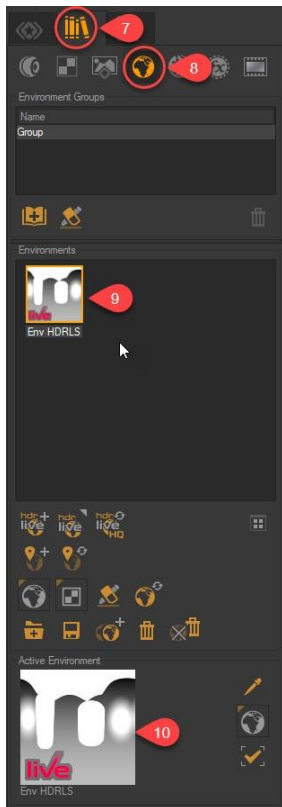 7
8
Environment Groups
Name
Group
Environments
live
9
Env HDRLS
hdr+
live
hdr
live
hdr
live
HQ
Active Environment
live
10
Env HDRLS